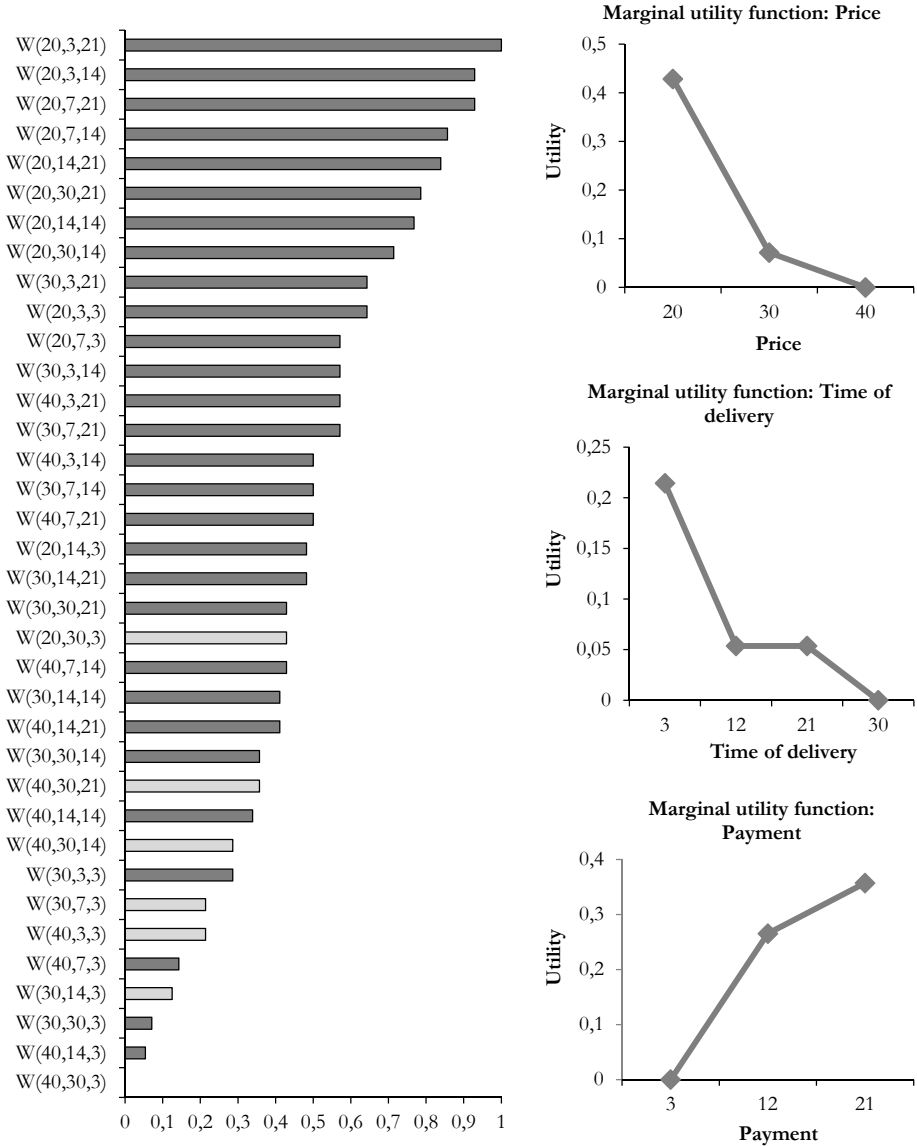 W(20,3,21)
W(20,3,14)
W(20,7,21)
W(20,7,14)
W(20,14,21)
W(20,30,21)
W(20,14,14)
W(20,30,14)
W(30,3,21)
W(20,3,3)
W(20,7,3)
W(30,3,14)
W(40,3,21)
W(30,7,21)
W(40,3,14)
W(30,7,14)
W(40,7,21)
W(20,14,3)
W(30,14,21)
W(30,30,21)
W(20,30,3)
W(40,7,14)
W(30,14,14)
W(40,14,21)
W(30,30,14)
W(40,30,21)
W(40,14,14)
W(40,30,14)
W(30,3,3)
W(30,7,3)
W(40,3,3)
W(40,7,3)
W(30,14,3)
W(30,30,3)
W(40,14,3)
W(40,30,3)
0 0,1 0,2 0,3 0,4 0,5 0,6 0,7 0,8 0,9 1
Marginal utility function: Price
0,5
0,4
0,3
0,2
0,1
0
Utility
20 30 40
Price
Marginal utility function: Time of
delivery
0,25
0,2
0,15
0,1
0,05
0
Utility
3 12 21 30
Time of delivery
Marginal utility function:
Payment
0,4
0,3
0,2
0,1
0
Utility
3 12 21
Payment